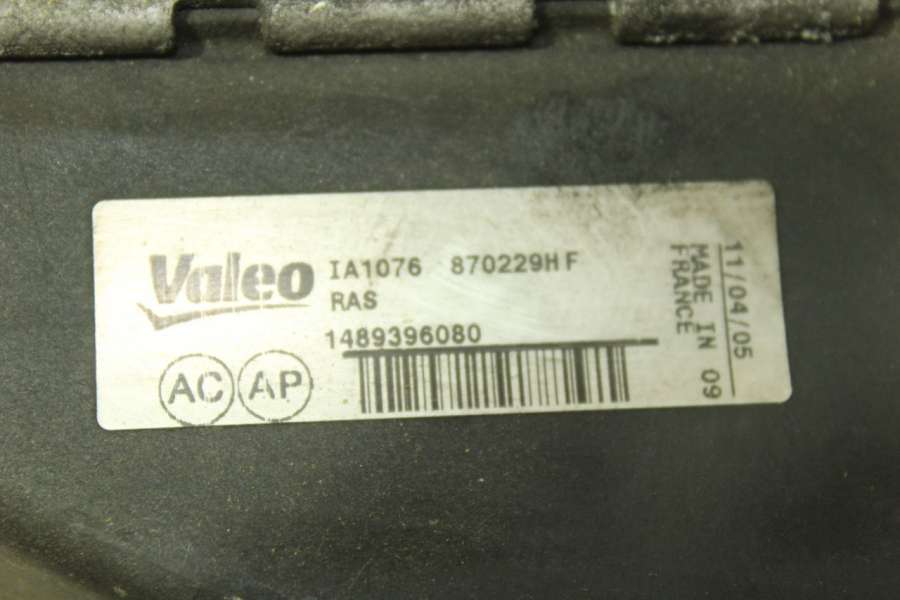 Valeo
IA1076 870229HF
RAS
1489396080
AC AP
11/04/05
MADE IN 09
FRANCE